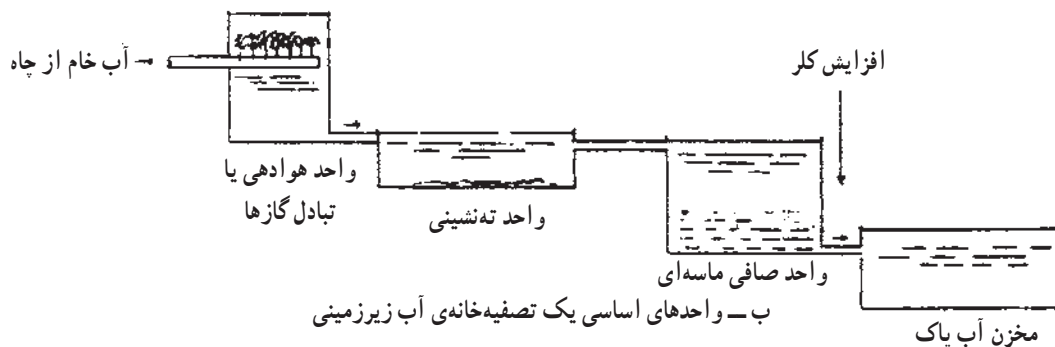 آب خام از چاه
افزایش کلر
واحد هوادهی یا
تبادل گازها
واحد ته‌نشینی
واحد صافی ماسه‌ای
ب ــ واحدهای اساسی یک تصفیه‌خانه‌ی آب زیرزمینی
مخزن آب پاک